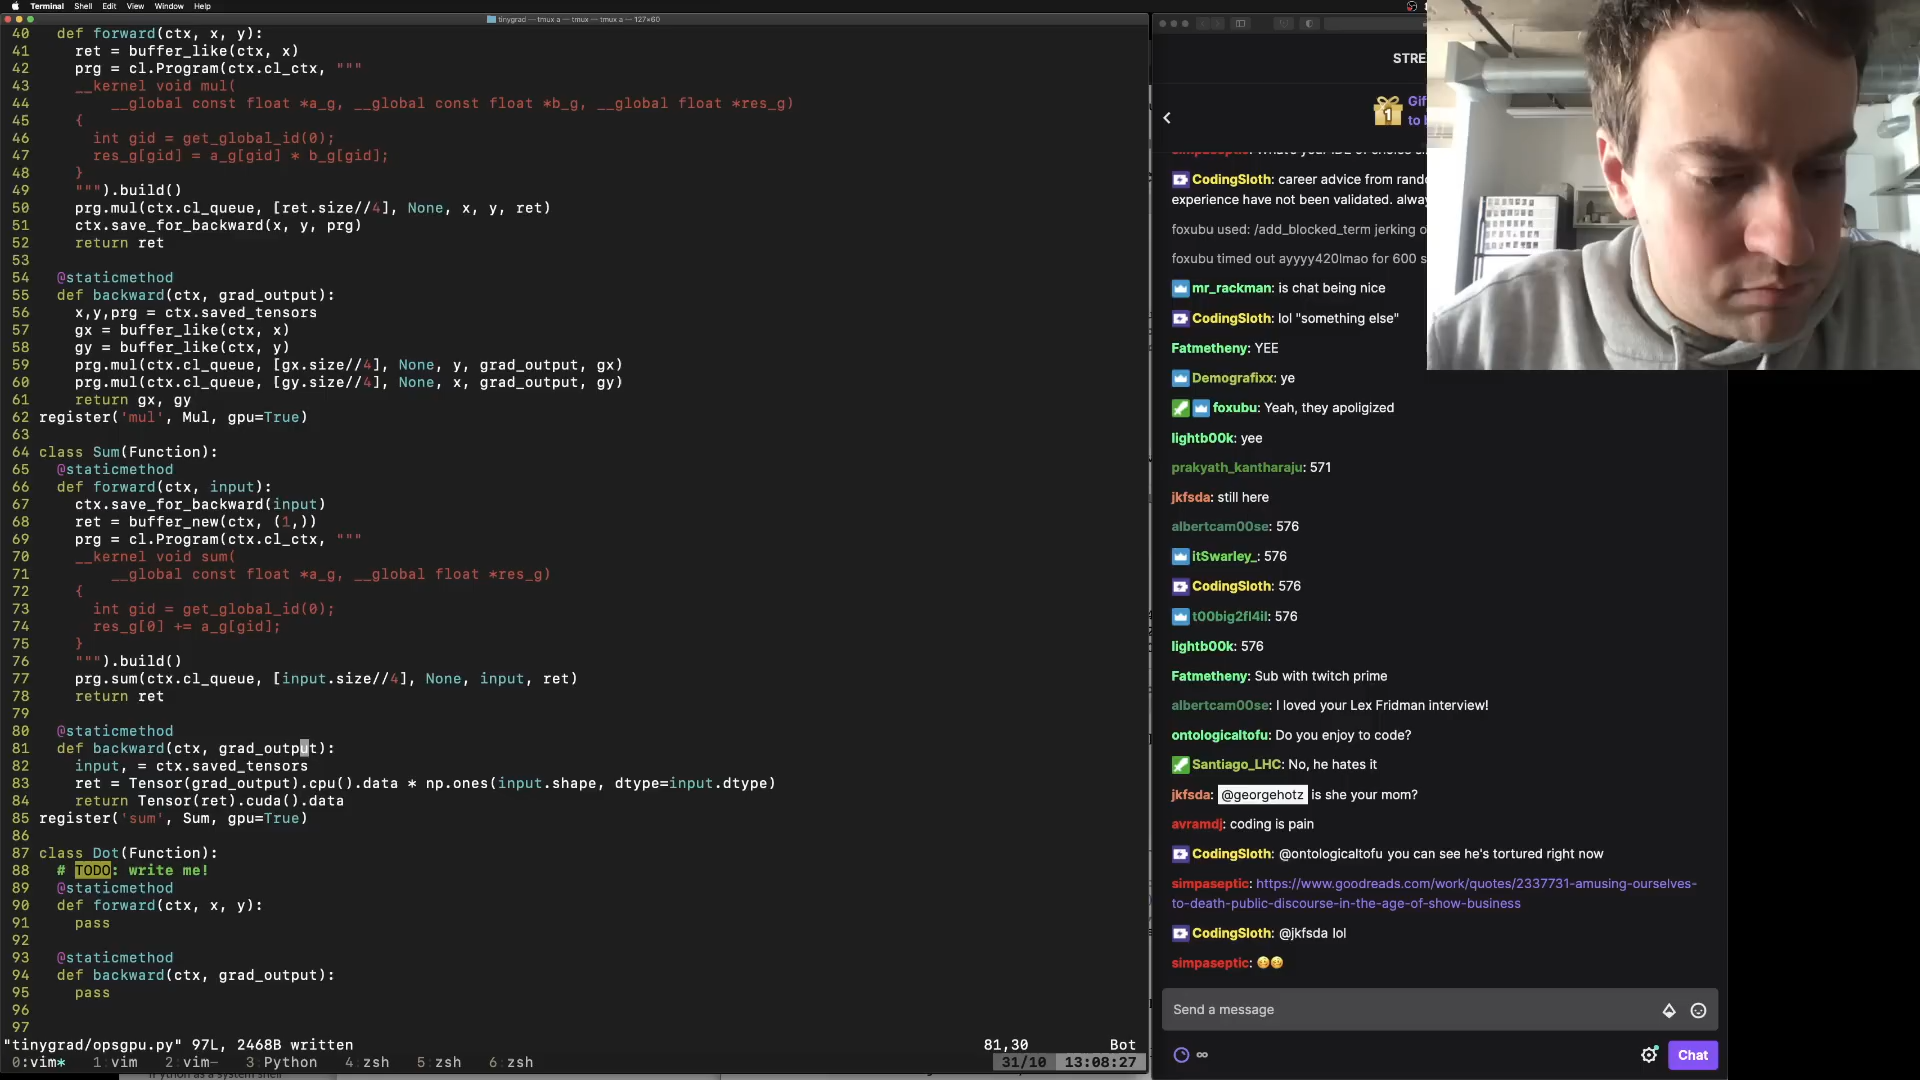 Terminal Shell Edit View Window Help
tinygrad — tmux a — tmux — tmux a — 127×60
40   def forward(ctx, x, y):
41     ret = buffer_like(ctx, x)
42     prg = cl.Program(ctx.cl_ctx, """
43     __kernel void mul(
44         __global const float *a_g, __global const float *b_g, __global float *res_g)
45     {
46       int gid = get_global_id(0);
47       res_g[gid] = a_g[gid] * b_g[gid];
48     }
49     """).build()
50     prg.mul(ctx.cl_queue, [ret.size//4], None, x, y, ret)
51     ctx.save_for_backward(x, y, prg)
52     return ret
53
54   @staticmethod
55   def backward(ctx, grad_output):
56     x,y,prg = ctx.saved_tensors
57     gx = buffer_like(ctx, x)
58     gy = buffer_like(ctx, y)
59     prg.mul(ctx.cl_queue, [gx.size//4], None, y, grad_output, gx)
60     prg.mul(ctx.cl_queue, [gy.size//4], None, x, grad_output, gy)
61     return gx, gy
62 register('mul', Mul, gpu=True)
63
64 class Sum(Function):
65   @staticmethod
66   def forward(ctx, input):
67     ctx.save_for_backward(input)
68     ret = buffer_new(ctx, (1,))
69     prg = cl.Program(ctx.cl_ctx, """
70     __kernel void sum(
71         __global const float *a_g, __global float *res_g)
72     {
73       int gid = get_global_id(0);
74       res_g[0] += a_g[gid];
75     }
76     """).build()
77     prg.sum(ctx.cl_queue, [input.size//4], None, input, ret)
78     return ret
79
80   @staticmethod
81   def backward(ctx, grad_output):
82     input, = ctx.saved_tensors
83     ret = Tensor(grad_output).cpu().data * np.ones(input.shape, dtype=input.dtype)
84     return Tensor(ret).cuda().data
85 register('sum', Sum, gpu=True)
86
87 class Dot(Function):
88   # TODO: write me!
89   @staticmethod
90   def forward(ctx, x, y):
91     pass
92
93   @staticmethod
94   def backward(ctx, grad_output):
95     pass
96
97
"tinygrad/opsgpu.py" 97L, 2468B written 81,30 Bot
0:vim* 1:vim 2:vim- 3:Python 4:zsh 5:zsh 6:zsh 31/10 13:08:27
STRE
Gif
1
to b
CodingSloth: career advice from rand
experience have not been validated. alwa
foxubu used: /add_blocked_term jerking o
foxubu timed out ayyyy420lmao for 600 s
mr_rackman: is chat being nice
CodingSloth: lol "something else"
Fatmetheny: YEE
Demografixx: ye
foxubu: Yeah, they apoligized
lightb00k: yee
prakyath_kantharaju: 571
jkfsda: still here
albertcam00se: 576
itSwarley_: 576
CodingSloth: 576
t00big2fl4il: 576
lightb00k: 576
Fatmetheny: Sub with twitch prime
albertcam00se: I loved your Lex Fridman interview!
ontologicaltofu: Do you enjoy to code?
Santiago_LHC: No, he hates it
jkfsda: @georgehotz is she your mom?
avramdj: coding is pain
CodingSloth: @ontologicaltofu you can see he's tortured right now
simpaseptic: https://www.goodreads.com/work/quotes/2337731-amusing-ourselves-
to-death-public-discourse-in-the-age-of-show-business
CodingSloth: @jkfsda lol
simpaseptic: 🥴🥴
Send a message
∞
Chat